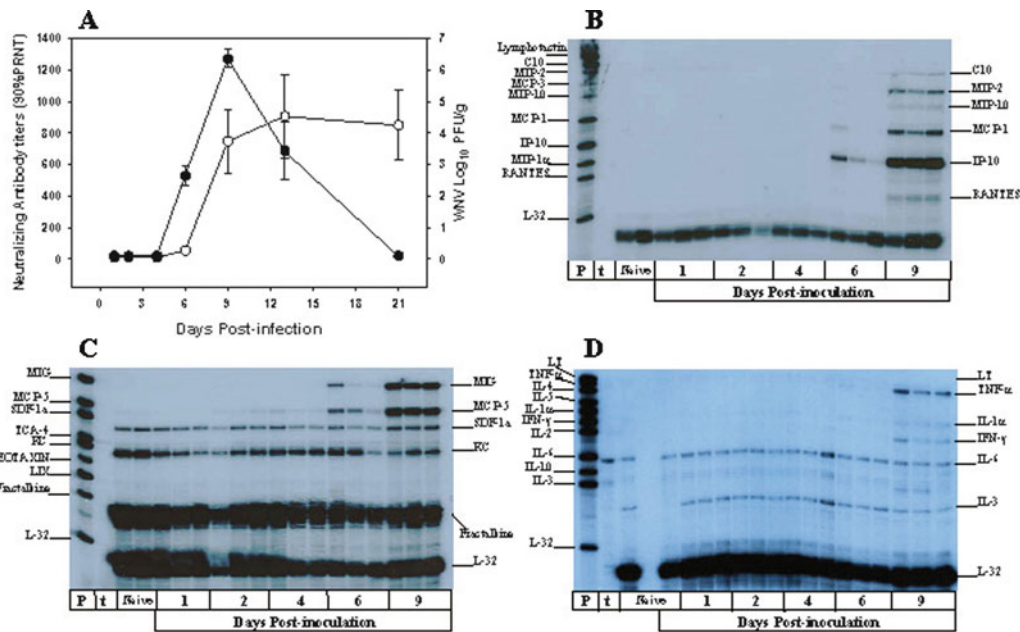 A
1400
1200
1000
800
600
400
200
0
Neutralizing Antibody titers (90%PRNT)
7
6
5
4
3
2
1
0
WNV Log10 PFU/g
0 3 6 9 12 15 18 21
Days Post-infection
B
Lymphotactin
C10
MIP-2
MCP-3
MIP-1β
MCP-1
IP-10
MIP-1α
RANTES
L-32
C10
MIP-2
MIP-1β
MCP-1
IP-10
RANTES
P t Naive 1 2 4 6 9
Days Post-inoculation
C
MIG
MCP-5
SDF-1α
TCA-4
KC
EOTAXIN
LIX
Fractalkine
L-32
MIG
MCP-5
SDF-1α
KC
Fractalkine
L-32
P t Naive 1 2 4 6 9
Days Post-inoculation
D
LT
TNF-α
IL-4
IL-5
IL-1α
IFN-γ
IL-2
IL-6
IL-10
IL-3
L-32
LT
TNF-α
IL-1α
IFN-γ
IL-6
IL-3
L-32
P t Naive 1 2 4 6 9
Days Post-inoculation